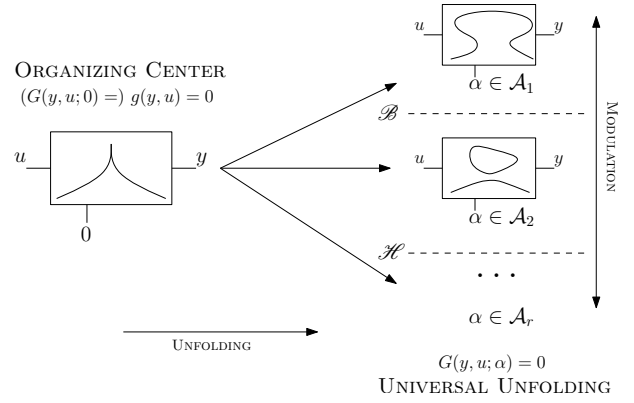 ORGANIZING CENTER
(G(y, u; 0) =) g(y, u) = 0
u
y
0
UNFOLDING
u
y
α ∈ 𝒜₁
ℬ
u
y
α ∈ 𝒜₂
ℋ
· · ·
α ∈ 𝒜ᵣ
MODULATION
G(y, u; α) = 0
UNIVERSAL UNFOLDING